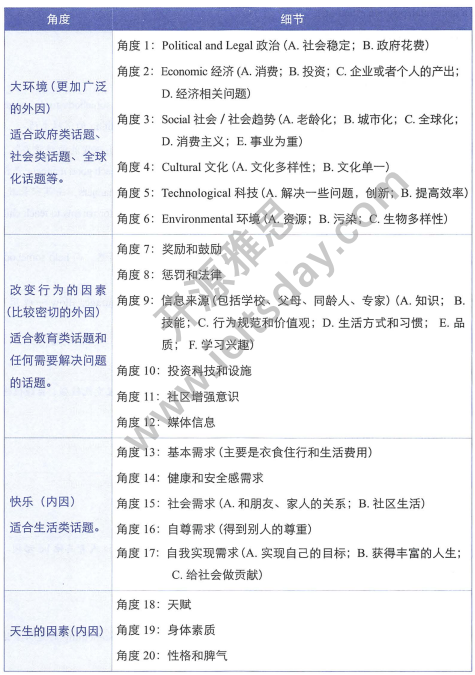 角度
细节
大环境(更加广泛
的外因)
适合政府类话题、
社会类话题、全球
化话题等。
角度 1：Political and Legal 政治 (A. 社会稳定；B. 政府花费)
角度 2：Economic 经济 (A. 消费；B. 投资；C. 企业或者个人的产出；
D. 经济相关问题)
角度 3：Social 社会 / 社会趋势 (A. 老龄化；B. 城市化；C. 全球化；
D. 消费主义；E. 事业为重)
角度 4：Cultural 文化 (A. 文化多样性；B. 文化单一)
角度 5：Technological 科技 (A. 解决一些问题，创新；B. 提高效率)
角度 6：Environmental 环境 (A. 资源；B. 污染；C. 生物多样性)
改变行为的因素
(比较密切的外因)
适合教育类话题和
任何需要解决问题
的话题。
角度 7：奖励和鼓励
角度 8：惩罚和法律
角度 9：信息来源 (包括学校、父母、同龄人、专家) (A. 知识； B.
技能；C. 行为规范和价值观；D. 生活方式和习惯； E. 品
质； F. 学习兴趣)
角度 10：投资科技和设施
角度 11：社区增强意识
角度 12：媒体信息
快乐 (内因)
适合生活类话题。
角度 13：基本需求 (主要是衣食住行和生活费用)
角度 14：健康和安全感需求
角度 15：社会需求 (A. 和朋友、家人的关系；B. 社区生活)
角度 16：自尊需求 (得到别人的尊重)
角度 17：自我实现需求 (A. 实现自己的目标；B. 获得丰富的人生；
C. 给社会做贡献)
天生的因素(内因)
角度 18：天赋
角度 19：身体素质
角度 20：性格和脾气
开源雅思
www.ieltsday.com